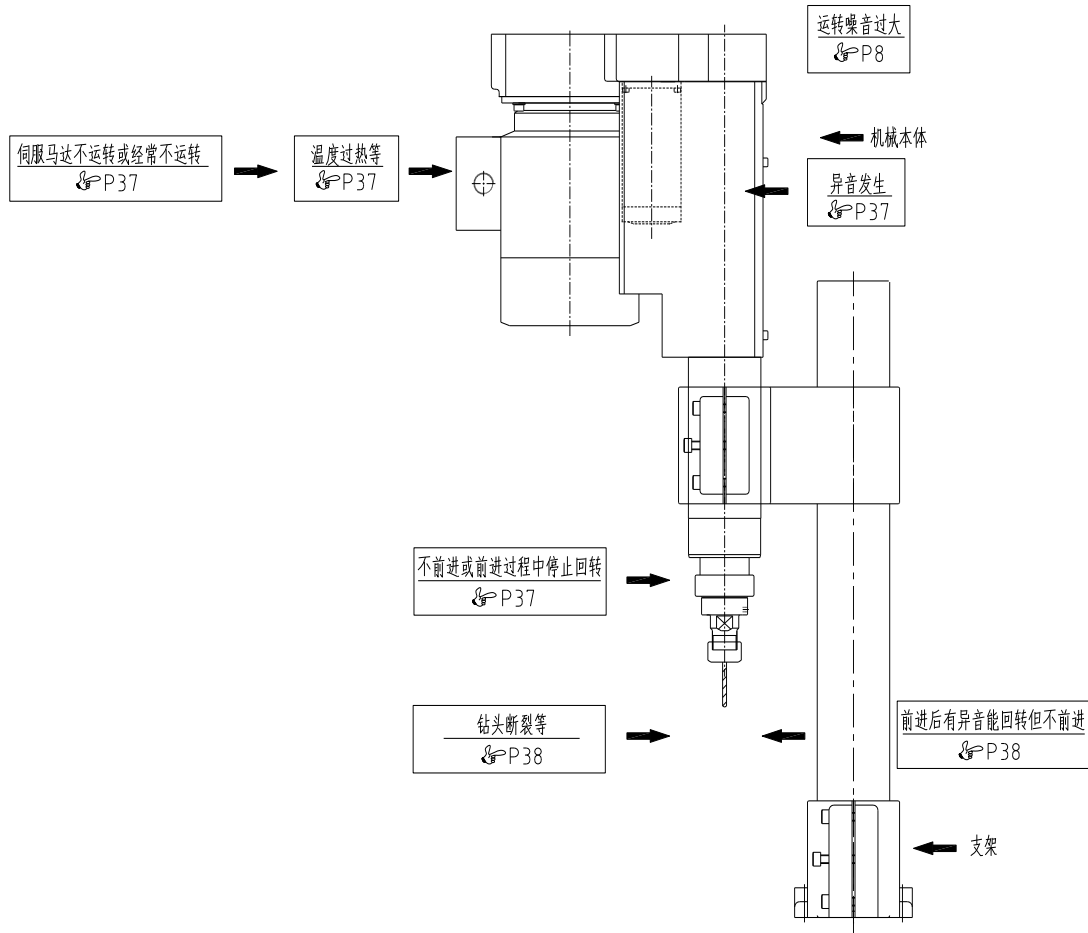 运转噪音过大
P8
机械本体
伺服马达不运转或经常不运转
P37
温度过热等
P37
异音发生
P37
不前进或前进过程中停止回转
P37
钻头断裂等
P38
前进后有异音能回转但不前进
P38
支架